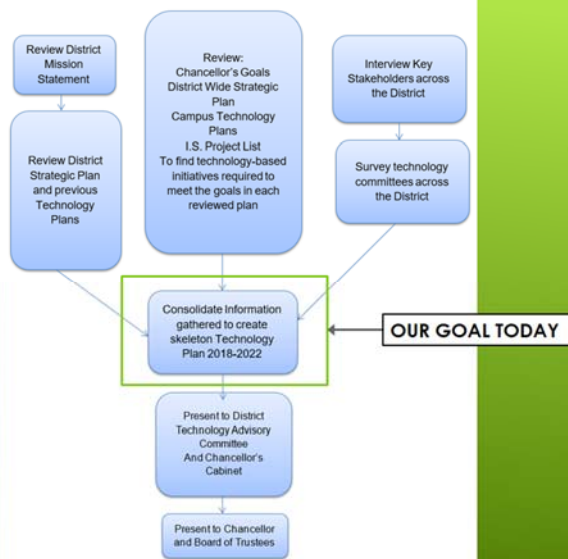 Review District
Mission
Statement
Review District
Strategic Plan
and previous
Technology
Plans
Review:
Chancellor's Goals
District Wide Strategic
Plan
Campus Technology
Plans
I.S. Project List
To find technology-based
initiatives required to
meet the goals in each
reviewed plan
Interview Key
Stakeholders across
the District
Survey technology
committees across
the District
Consolidate Information
gathered to create
skeleton Technology
Plan 2018-2022
OUR GOAL TODAY
Present to District
Technology Advisory
Committee
And Chancellor's
Cabinet
Present to Chancellor
and Board of Trustees